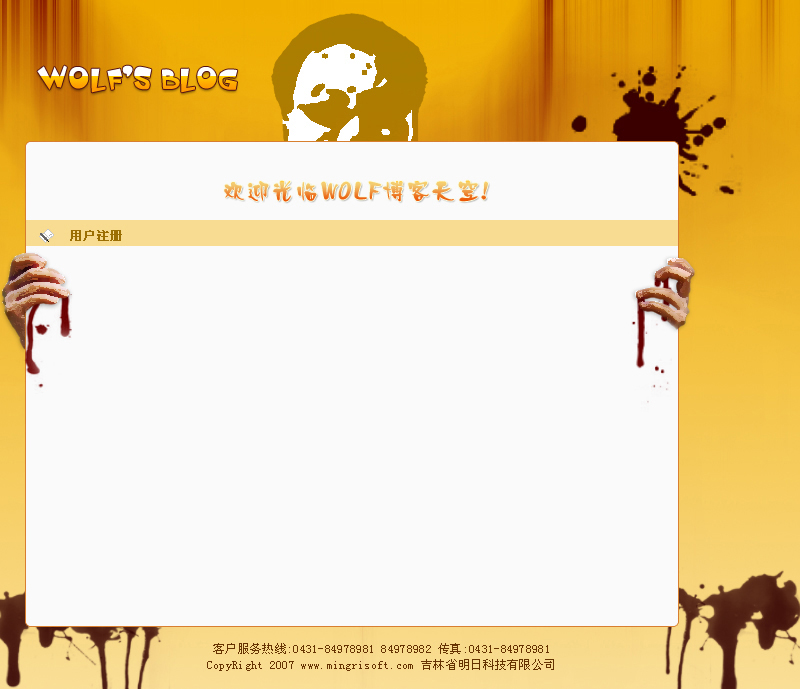 WOLF'S BLOG
欢迎光临WOLF博客天空!
用户注册
客户服务热线:0431-84978981 84978982 传真:0431-84978981
CopyRight 2007 www.mingrisoft.com 吉林省明日科技有限公司